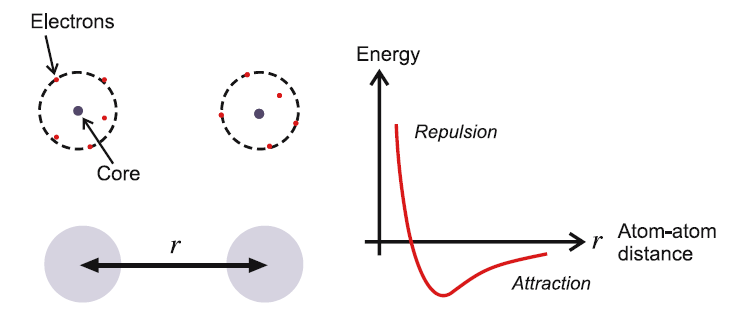 Electrons
Core
r
Energy
Repulsion
r
Atom-atom
distance
Attraction